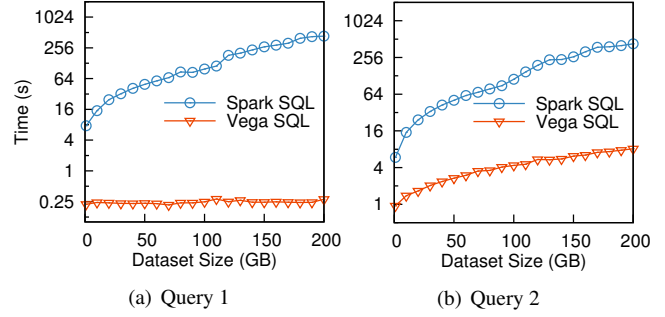 1024
256
64
16
4
1
0.25
Time (s)
Spark SQL
Vega SQL
0 50 100 150 200
Dataset Size (GB)
(a) Query 1
1024
256
64
16
4
1
Spark SQL
Vega SQL
0 50 100 150 200
Dataset Size (GB)
(b) Query 2